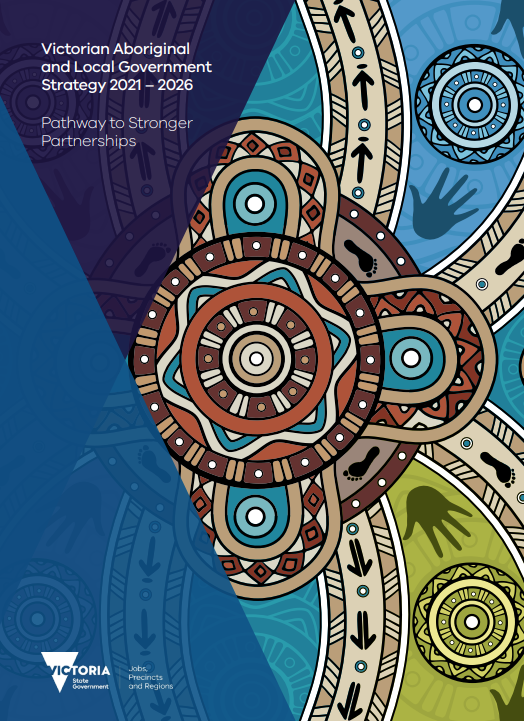 Victorian Aboriginal
and Local Government
Strategy 2021 – 2026
Pathway to Stronger
Partnerships
VICTORIA
State
Government
Jobs,
Precincts
and Regions